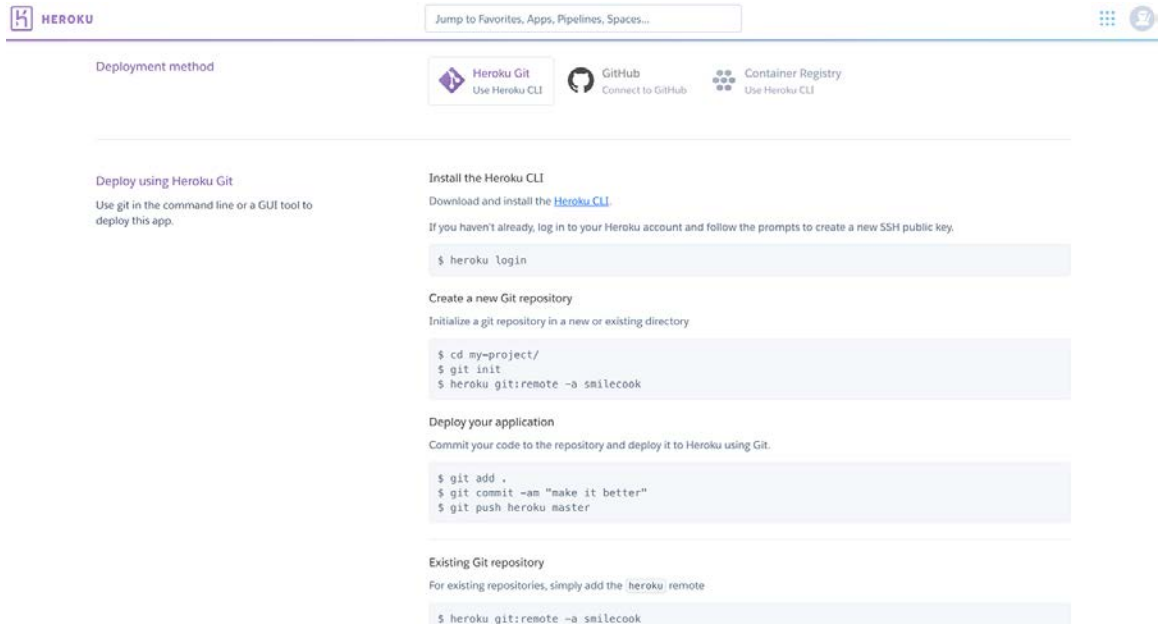 HEROKU
Jump to Favorites, Apps, Pipelines, Spaces...
Deployment method
Heroku Git
Use Heroku CLI
GitHub
Connect to GitHub
Container Registry
Use Heroku CLI
Deploy using Heroku Git
Use git in the command line or a GUI tool to
deploy this app.
Install the Heroku CLI
Download and install the Heroku CLI.
If you haven't already, log in to your Heroku account and follow the prompts to create a new SSH public key.
$ heroku login
Create a new Git repository
Initialize a git repository in a new or existing directory
$ cd my-project/
$ git init
$ heroku git:remote -a smilecook
Deploy your application
Commit your code to the repository and deploy it to Heroku using Git.
$ git add .
$ git commit -am "make it better"
$ git push heroku master
Existing Git repository
For existing repositories, simply add the heroku remote
$ heroku git:remote -a smilecook